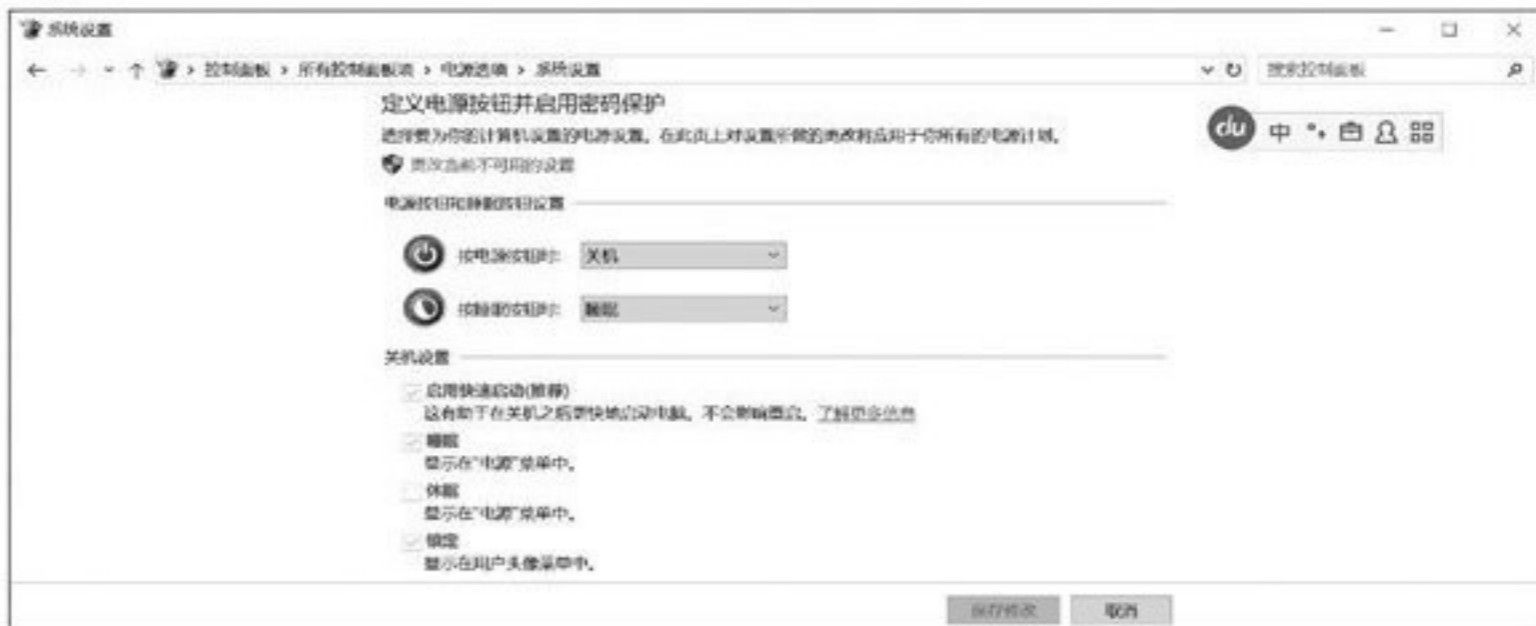 系统设置
控制面板 > 所有控制面板项 > 电源选项 > 系统设置
搜索控制面板
定义电源按钮并启用密码保护
选择要为你的计算机设置的电源设置。在此页上对设置所做的更改将应用于你所有的电源计划。
更改当前不可用的设置
du 中
电源按钮和睡眠按钮设置
按电源按钮时: 关机
按睡眠按钮时: 睡眠
关机设置
启用快速启动(推荐)
这有助于在关机之后更快地启动电脑。不会影响重启。了解更多信息
睡眠
显示在"电源"菜单中。
休眠
显示在"电源"菜单中。
锁定
显示在用户头像菜单中。
保存修改 取消